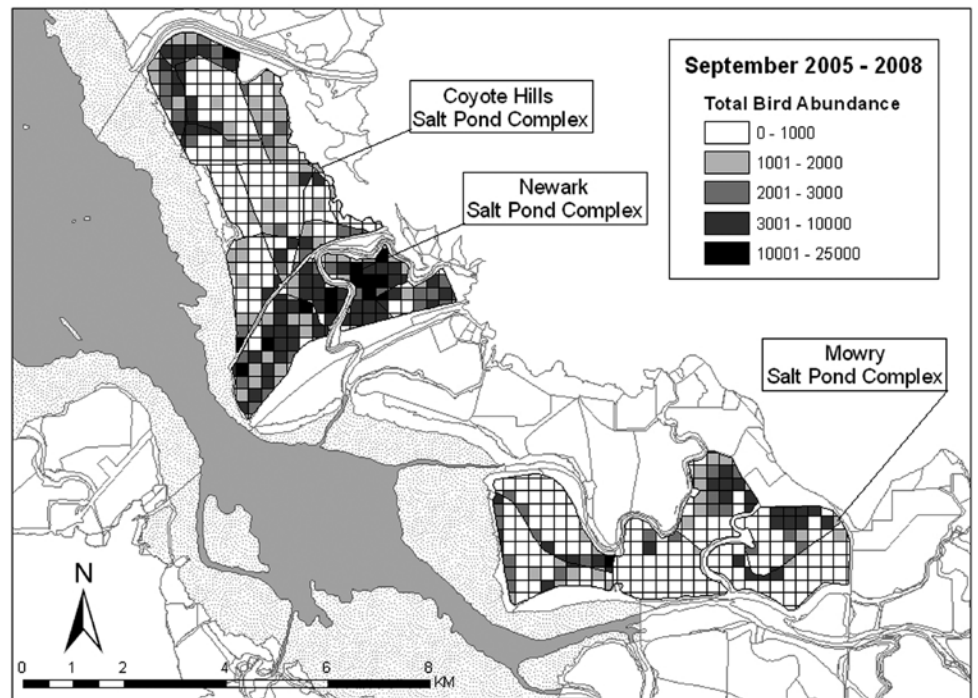 September 2005 - 2008
Total Bird Abundance
0 - 1000
1001 - 2000
2001 - 3000
3001 - 10000
10001 - 25000
Coyote Hills
Salt Pond Complex
Newark
Salt Pond Complex
Mowry
Salt Pond Complex
N
0 1 2 4 6 8
KM